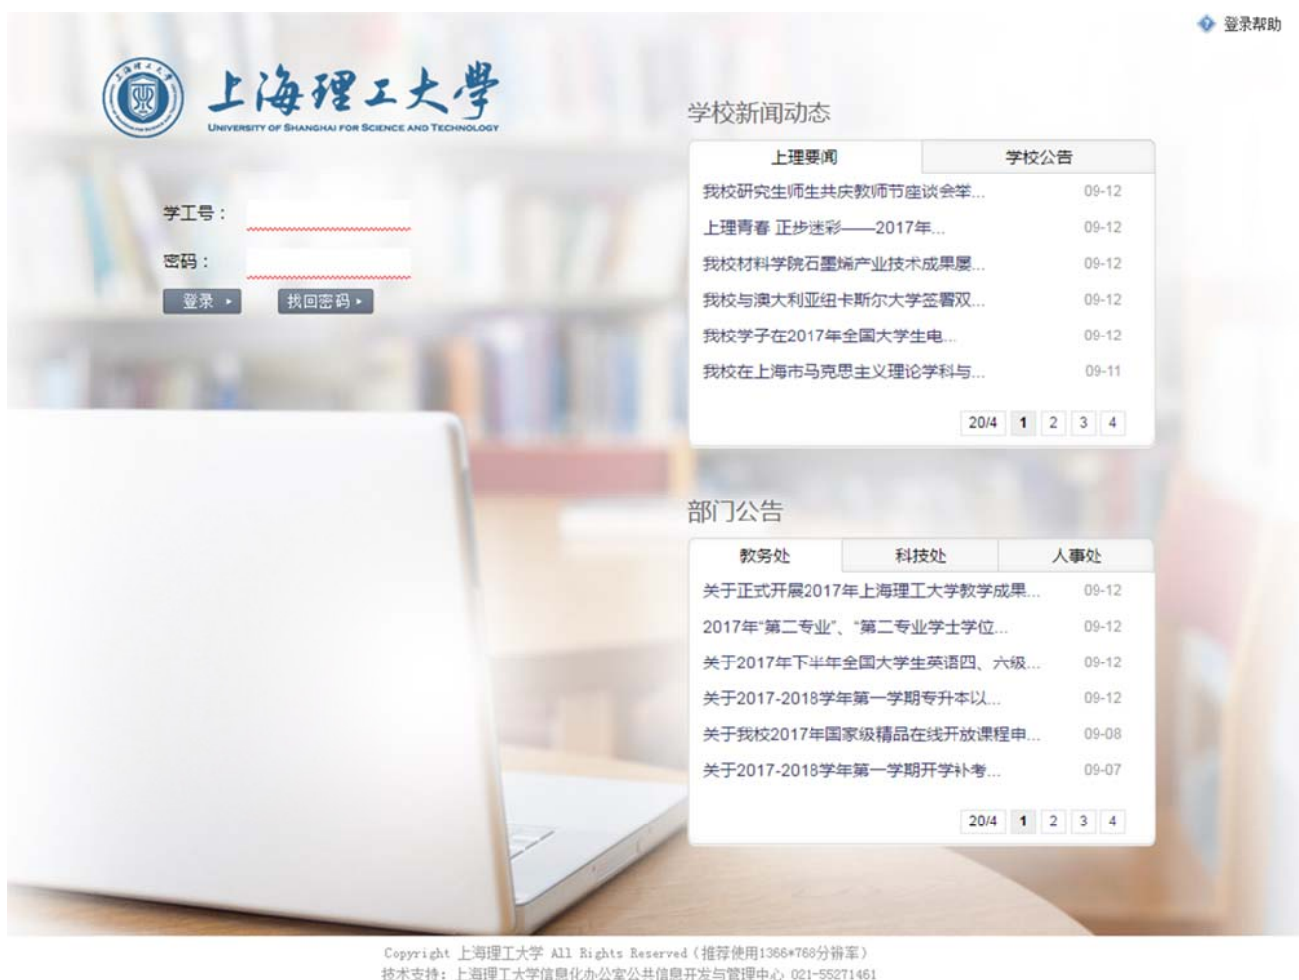 登录帮助
上海理工大學
UNIVERSITY OF SHANGHAI FOR SCIENCE AND TECHNOLOGY
学工号：
密码：
登录
找回密码
学校新闻动态
上理要闻 学校公告
我校研究生师生共庆教师节座谈会举... 09-12
上理青春 正步迷彩——2017年... 09-12
我校材料学院石墨烯产业技术成果屡... 09-12
我校与澳大利亚纽卡斯尔大学签署双... 09-12
我校学子在2017年全国大学生电... 09-12
我校在上海市马克思主义理论学科与... 09-11
20/4 1 2 3 4
部门公告
教务处 科技处 人事处
关于正式开展2017年上海理工大学教学成果... 09-12
2017年“第二专业”、“第二专业学士学位... 09-12
关于2017年下半年全国大学生英语四、六级... 09-12
关于2017-2018学年第一学期专升本以... 09-12
关于我校2017年国家级精品在线开放课程申... 09-08
关于2017-2018学年第一学期开学补考... 09-07
20/4 1 2 3 4
Copyright 上海理工大学 All Rights Reserved（推荐使用1366*768分辨率）
技术支持：上海理工大学信息化办公室公共信息开发与管理中心 021-55271461